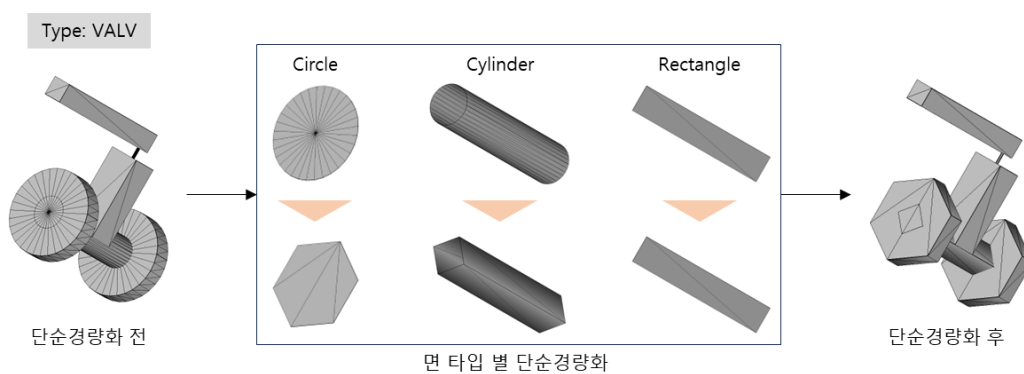 Type: VALV
Circle
Cylinder
Rectangle
단순경량화 전
단순경량화 후
면 타입 별 단순경량화